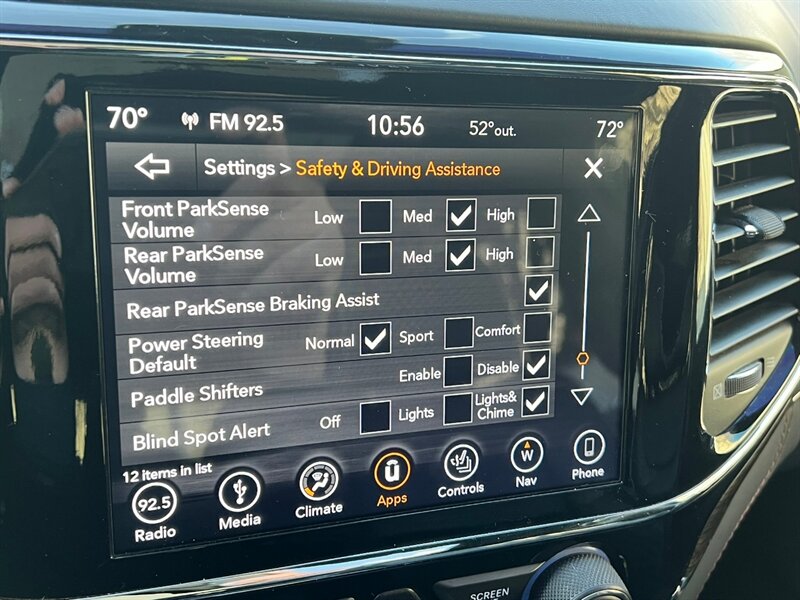 70° FM 92.5 10:56 52°out. 72°
Settings > Safety & Driving Assistance X
Front ParkSense
Volume
Low Med High
Rear ParkSense
Volume
Low Med High
Rear ParkSense Braking Assist
Power Steering
Default
Normal Sport Comfort
Paddle Shifters
Enable Disable
Blind Spot Alert
Off Lights
Lights&
Chime
12 items in list
92.5
Radio
Media
Climate
Apps
Controls
W
Nav
Phone
SCREEN